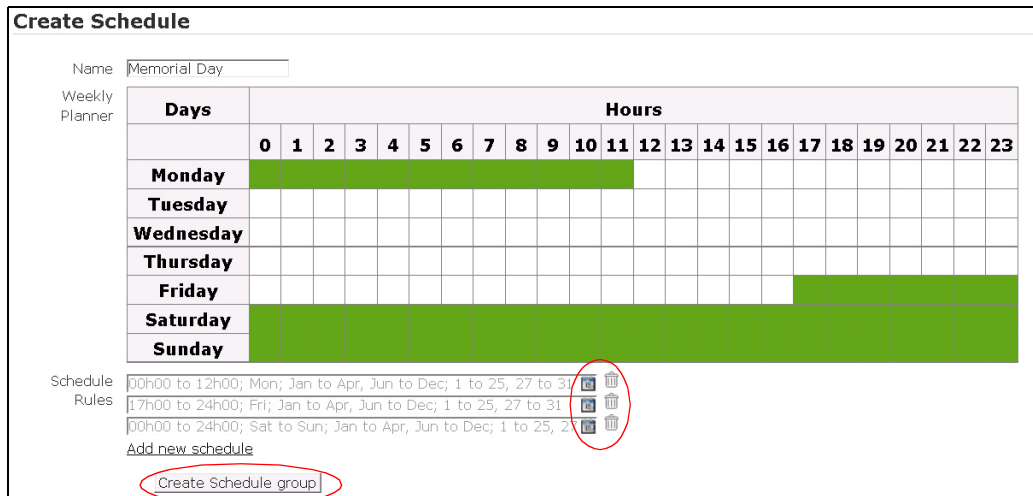 Create Schedule
Name Memorial Day
Weekly Planner
Days Hours
0 1 2 3 4 5 6 7 8 9 10 11 12 13 14 15 16 17 18 19 20 21 22 23
Monday
Tuesday
Wednesday
Thursday
Friday
Saturday
Sunday
Schedule Rules
00h00 to 12h00; Mon; Jan to Apr, Jun to Dec; 1 to 25, 27 to 31
17h00 to 24h00; Fri; Jan to Apr, Jun to Dec; 1 to 25, 27 to 31
00h00 to 24h00; Sat to Sun; Jan to Apr, Jun to Dec; 1 to 25, 27
Add new schedule
Create Schedule group